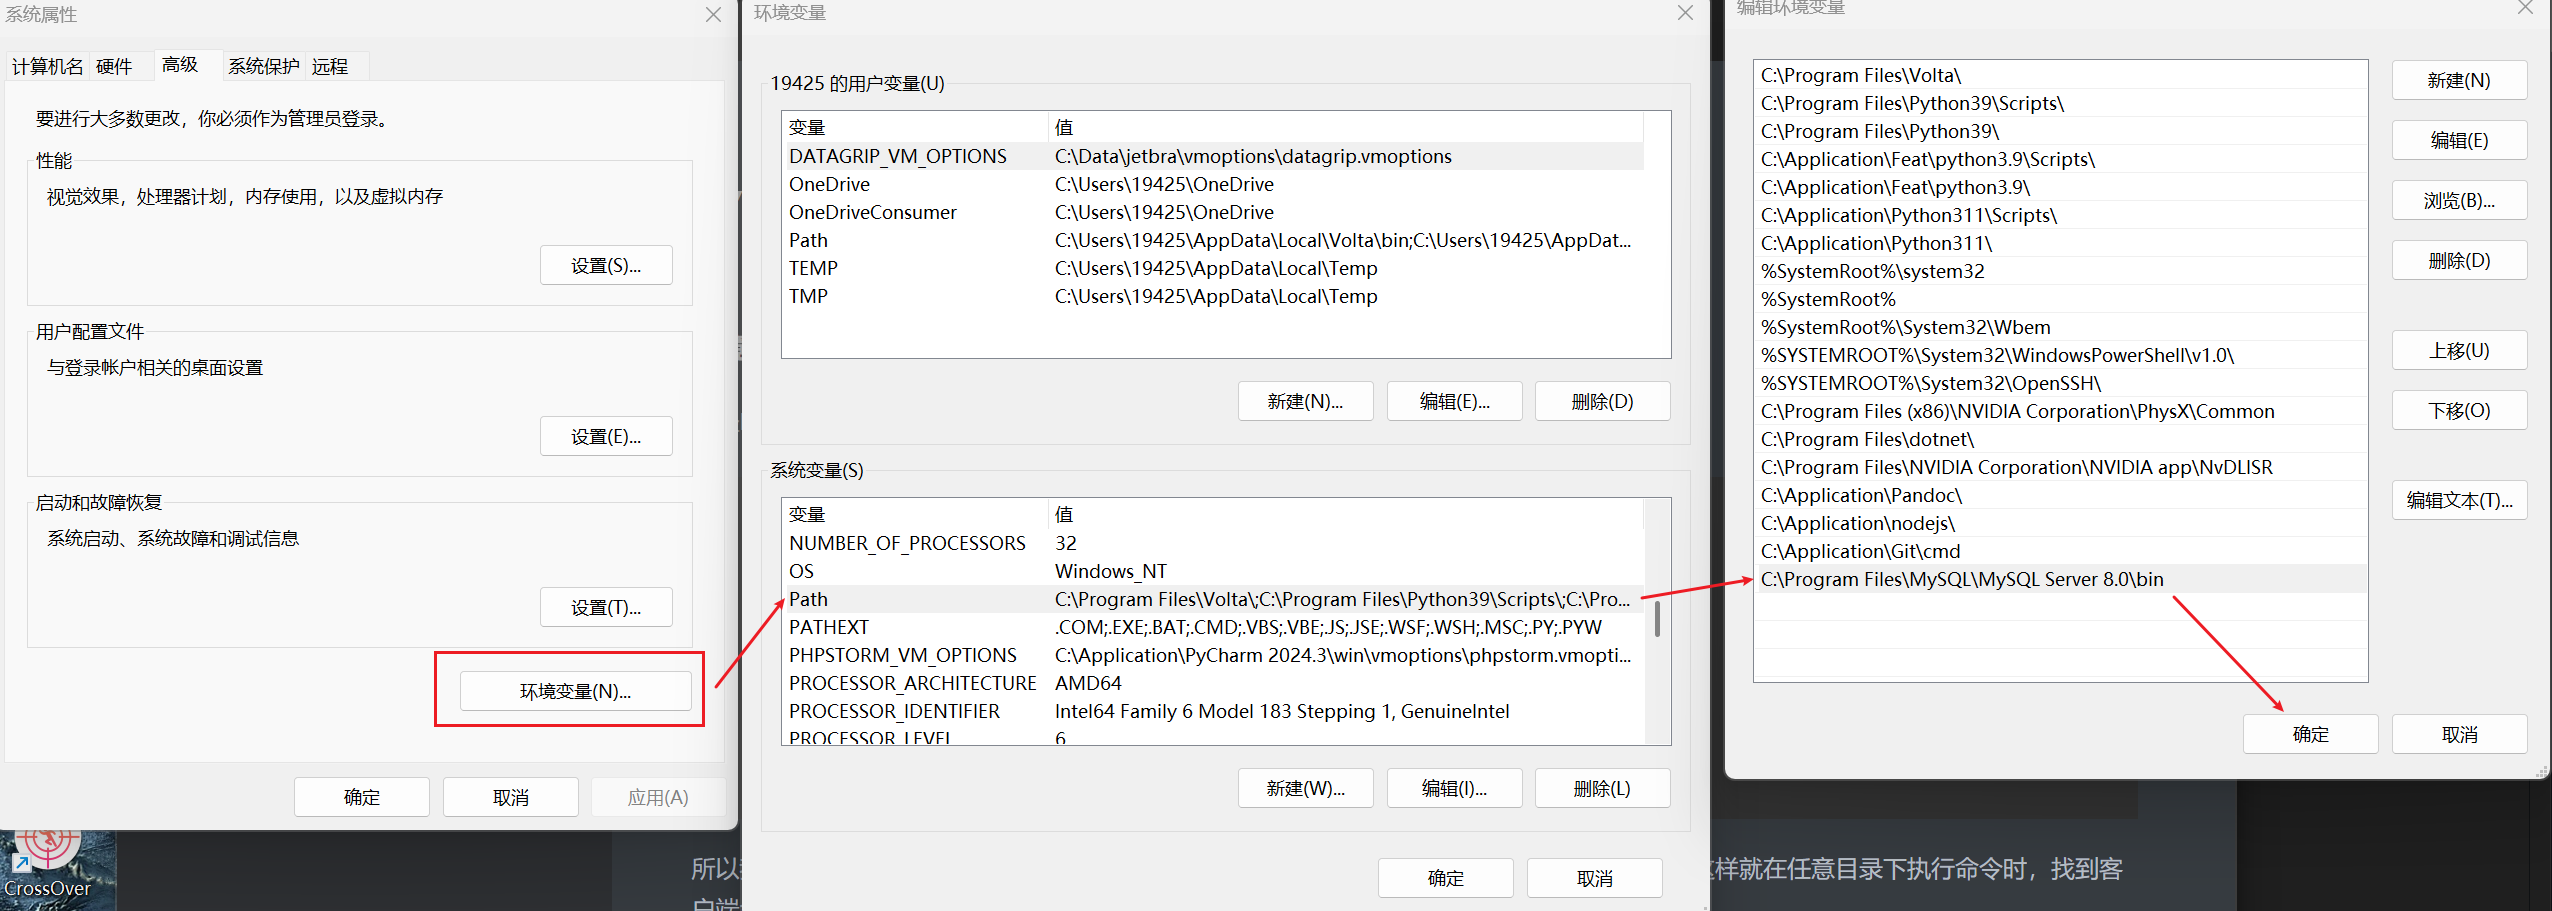 系统属性
计算机名
硬件
高级
系统保护
远程
要进行大多数更改，你必须作为管理员登录。
性能
视觉效果，处理器计划，内存使用，以及虚拟内存
设置(S)...
用户配置文件
与登录帐户相关的桌面设置
设置(E)...
启动和故障恢复
系统启动、系统故障和调试信息
设置(T)...
环境变量(N)...
确定
取消
应用(A)
CrossOver
环境变量
19425 的用户变量(U)
变量 值
DATAGRIP_VM_OPTIONS C:\Data\jetbra\vmoptions\datagrip.vmoptions
OneDrive C:\Users\19425\OneDrive
OneDriveConsumer C:\Users\19425\OneDrive
Path C:\Users\19425\AppData\Local\Volta\bin;C:\Users\19425\AppDat...
TEMP C:\Users\19425\AppData\Local\Temp
TMP C:\Users\19425\AppData\Local\Temp
新建(N)...
编辑(E)...
删除(D)
系统变量(S)
变量 值
NUMBER_OF_PROCESSORS 32
OS Windows_NT
Path C:\Program Files\Volta\;C:\Program Files\Python39\Scripts\;C:\Pro...
PATHEXT .COM;.EXE;.BAT;.CMD;.VBS;.VBE;.JS;.JSE;.WSF;.WSH;.MSC;.PY;.PYW
PHPSTORM_VM_OPTIONS C:\Application\PyCharm 2024.3\win\vmoptions\phpstorm.vmopti...
PROCESSOR_ARCHITECTURE AMD64
PROCESSOR_IDENTIFIER Intel64 Family 6 Model 183 Stepping 1, GenuineIntel
PROCESSOR_LEVEL 6
新建(W)...
编辑(I)...
删除(L)
确定
取消
编辑环境变量
C:\Program Files\Volta\
C:\Program Files\Python39\Scripts\
C:\Program Files\Python39\
C:\Application\Feat\python3.9\Scripts\
C:\Application\Feat\python3.9\
C:\Application\Python311\Scripts\
C:\Application\Python311\
%SystemRoot%\system32
%SystemRoot%
%SystemRoot%\System32\Wbem
%SYSTEMROOT%\System32\WindowsPowerShell\v1.0\
%SYSTEMROOT%\System32\OpenSSH\
C:\Program Files (x86)\NVIDIA Corporation\PhysX\Common
C:\Program Files\dotnet\
C:\Program Files\NVIDIA Corporation\NVIDIA app\NvDLISR
C:\Application\Pandoc\
C:\Application\nodejs\
C:\Application\Git\cmd
C:\Program Files\MySQL\MySQL Server 8.0\bin
新建(N)
编辑(E)
浏览(B)...
删除(D)
上移(U)
下移(O)
编辑文本(T)...
确定
取消
所以
样就在任意目录下执行命令时，找到客
户端